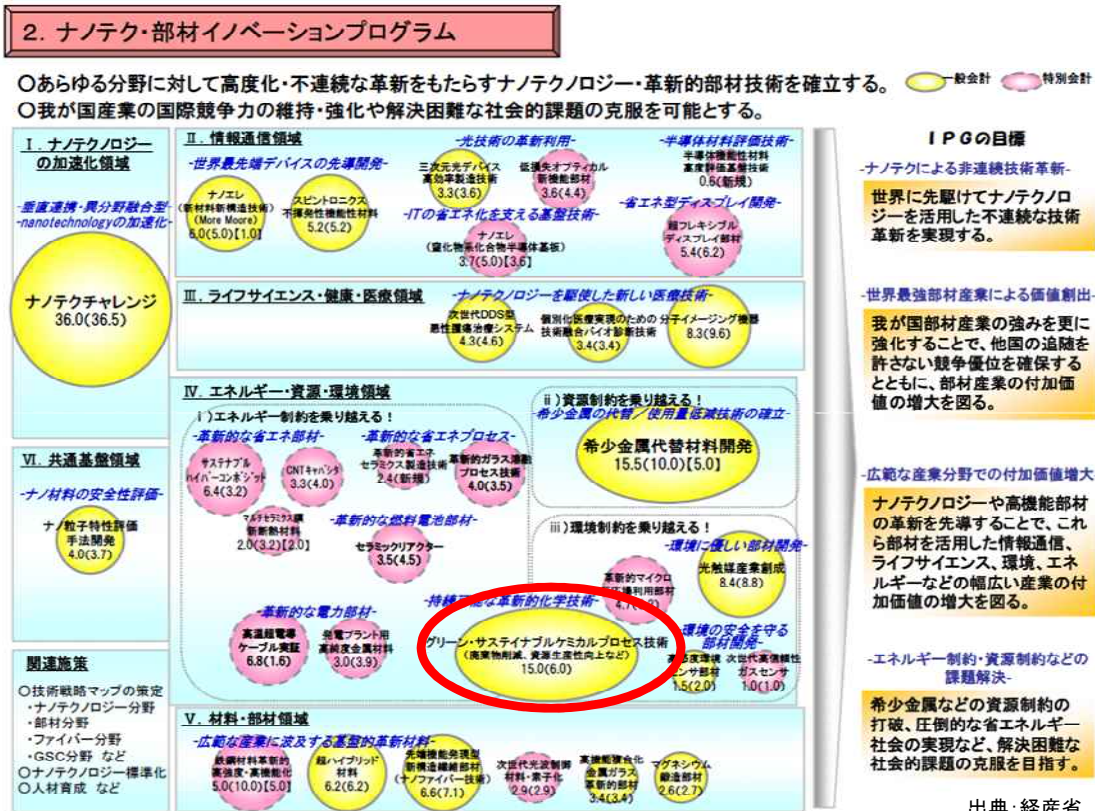 2. ナノテク・部材イノベーションプログラム
○あらゆる分野に対して高度化・不連続な革新をもたらすナノテクノロジー・革新的部材技術を確立する。
一般会計
特別会計
○我が国産業の国際競争力の維持・強化や解決困難な社会的課題の克服を可能とする。
Ⅰ.ナノテクノロジー
の加速化領域
-垂直連携・異分野融合型-
-nanotechnologyの加速化-
ナノテクチャレンジ
36.0(36.5)
Ⅱ.情報通信領域
-世界最先端デバイスの先導開発-
ナノエレ
(新材料新構造技術)
(More Moore)
6.0(5.0)【1.0】
スピントロニクス
不揮発性機能性材料
5.2(5.2)
-光技術の革新利用-
三次元光デバイス
高効率製造技術
3.3(3.6)
低損失オプティカル
新機能部材
3.6(4.4)
-半導体材料評価技術-
半導体機能性材料
高度評価基盤技術
0.6(新規)
-ITの省エネ化を支える基盤技術-
ナノエレ
(窒化物系化合物半導体基板)
3.7(5.0)【3.6】
-省エネ型ディスプレイ開発-
超フレキシブル
ディスプレイ部材
5.4(6.2)
Ⅲ.ライフサイエンス・健康・医療領域
-ナノテクノロジーを駆使した新しい医療技術-
次世代DDS型
悪性腫瘍治療システム
4.3(4.6)
個別化医療実現のための
技術融合バイオ診断技術
3.4(3.4)
分子イメージング機器
8.3(9.6)
Ⅳ.エネルギー・資源・環境領域
ⅰ)エネルギー制約を乗り越える!
-革新的な省エネ部材-
サステナブル
ハイパーコンポジット
6.4(3.2)
CNTキャパシタ
3.3(4.0)
マルチセラミックス膜
新断熱材料
2.0(3.2)【2.0】
-革新的な省エネプロセス-
革新的省エネ
セラミクス製造技術
2.4(新規)
革新的ガラス溶融
プロセス技術
4.0(3.5)
-革新的な燃料電池部材-
セラミックリアクター
3.5(4.5)
-革新的な電力部材-
高温超電導
ケーブル実証
6.8(1.6)
発電プラント用
高純度金属材料
3.0(3.9)
ⅱ)資源制約を乗り越える!
-希少金属の代替/使用量低減技術の確立-
希少金属代替材料開発
15.5(10.0)【5.0】
ⅲ)環境制約を乗り越える!
-環境に優しい部材開発-
光触媒産業創成
8.4(8.8)
革新的マイクロ
-持続可能な革新的化学技術-
グリーン・サステイナブルケミカルプロセス技術
(廃棄物削減、資源生産性向上など)
15.0(6.0)
-環境の安全を守る
部材開発-
センサ部材
1.5(2.0)
次世代高信頼性
ガスセンサ
1.0(1.0)
Ⅴ.材料・部材領域
-広範な産業に波及する基盤的革新材料-
鉄鋼材料革新的
高強度・高機能化
5.0(10.0)【5.0】
超ハイブリッド
材料
6.2(6.2)
先端機能発現型
新構造繊維部材
(ナノファイバー技術)
6.6(7.1)
次世代光波制御
材料・素子化
2.9(2.9)
高機能複合化
金属ガラス
革新的部材
3.4(3.4)
マグネシウム
鍛造部材
2.6(2.7)
Ⅵ.共通基盤領域
-ナノ材料の安全性評価-
ナノ粒子特性評価
手法開発
4.0(3.7)
関連施策
○技術戦略マップの策定
・ナノテクノロジー分野
・部材分野
・ファイバー分野
・GSC分野 など
○ナノテクノロジー標準化
○人材育成 など
IPGの目標
-ナノテクによる非連続技術革新-
世界に先駆けてナノテクノロ
ジーを活用した不連続な技術
革新を実現する。
-世界最強部材産業による価値創出-
我が国部材産業の強みを更に
強化することで、他国の追随を
許さない競争優位を確保する
とともに、部材産業の付加価
値の増大を図る。
-広範な産業分野での付加価値増大-
ナノテクノロジーや高機能部材
の革新を先導することで、これ
ら部材を活用した情報通信、
ライフサイエンス、環境、エネ
ルギーなどの幅広い産業の付
加価値の増大を図る。
-エネルギー制約・資源制約などの
課題解決-
希少金属などの資源制約の
打破、圧倒的な省エネルギー
社会の実現など、解決困難な
社会的課題の克服を目指す。
出典:経産省